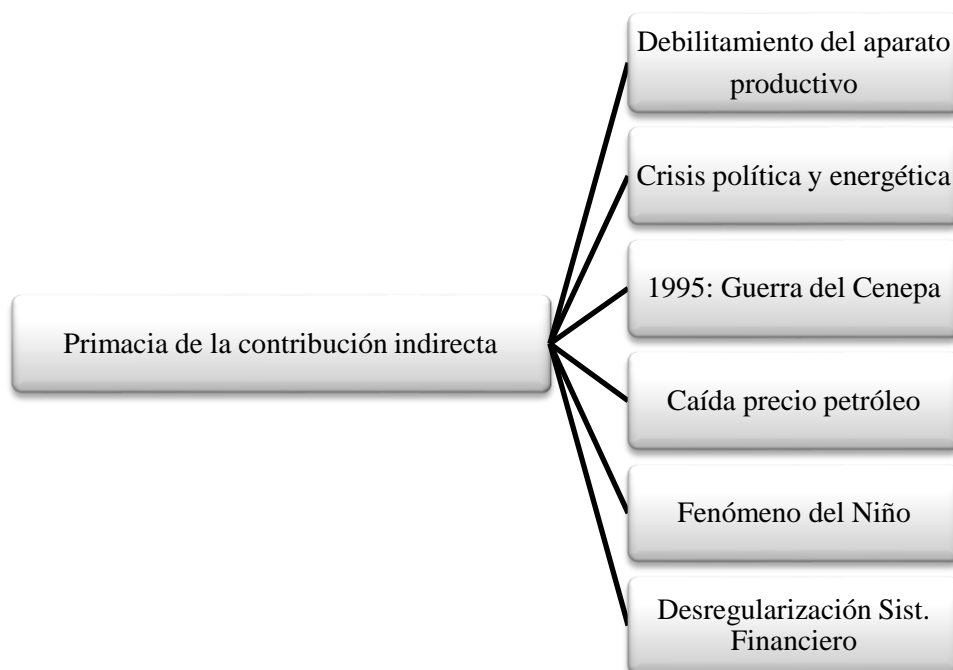 Debilitamiento del aparato
productivo
Crisis política y energética
1995: Guerra del Cenepa
Primacia de la contribución indirecta
Caída precio petróleo
Fenómeno del Niño
Desregularización Sist.
Financiero